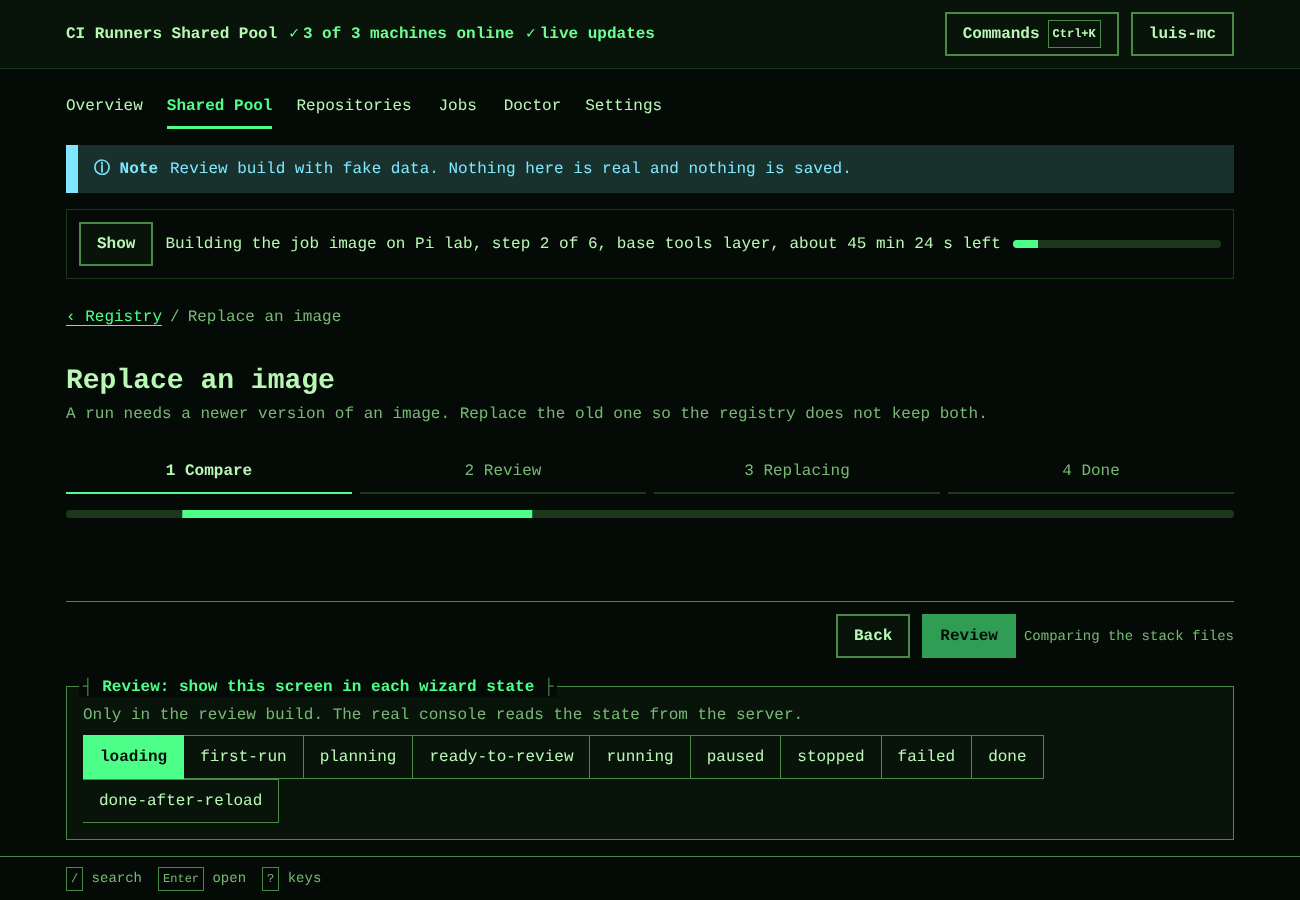 CI Runners Shared Pool ✓ 3 of 3 machines online ✓ live updates Commands Ctrl+K luis-mc
Overview Shared Pool Repositories Jobs Doctor Settings
ⓘ Note Review build with fake data. Nothing here is real and nothing is saved.
Show Building the job image on Pi lab, step 2 of 6, base tools layer, about 45 min 24 s left
‹ Registry / Replace an image
Replace an image
A run needs a newer version of an image. Replace the old one so the registry does not keep both.
1 Compare 2 Review 3 Replacing 4 Done
Back Review Comparing the stack files
Review: show this screen in each wizard state
Only in the review build. The real console reads the state from the server.
loading first-run planning ready-to-review running paused stopped failed done
done-after-reload
/ search Enter open ? keys